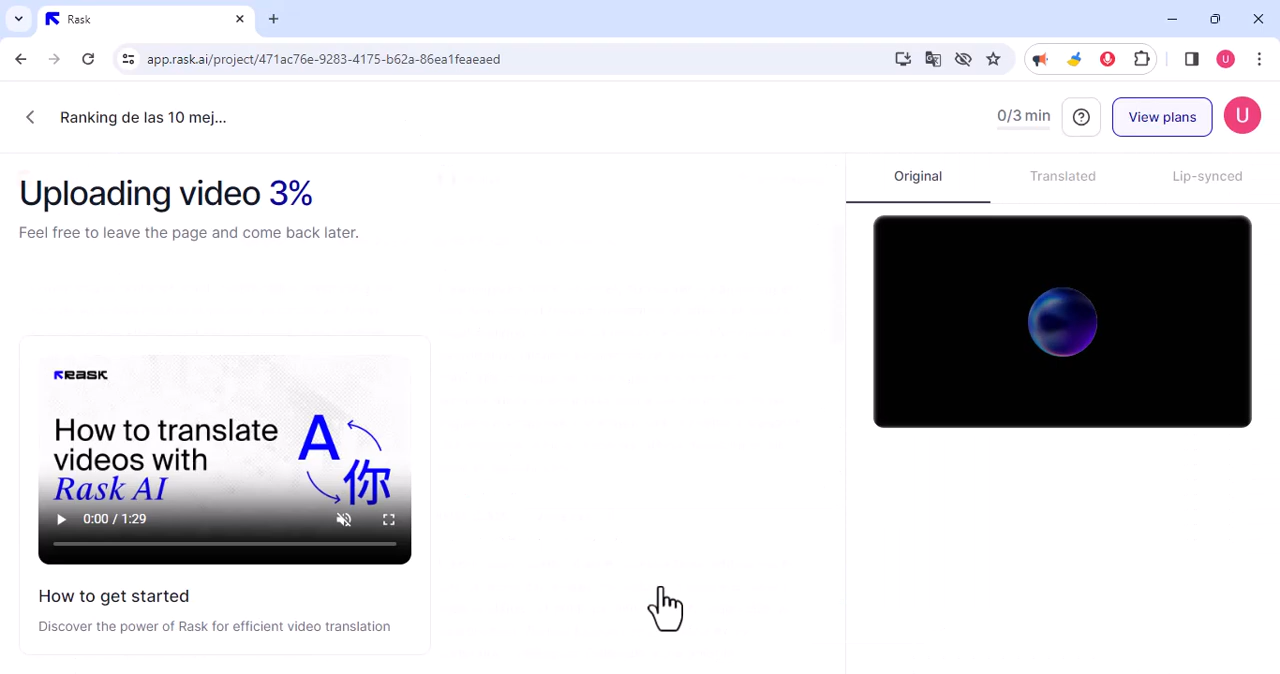 Rask
app.rask.ai/project/471ac76e-9283-4175-b62a-86ea1feaeaed
U
Ranking de las 10 mej...
0/3 min
View plans
U
Uploading video 3%
Feel free to leave the page and come back later.
Original
Translated
Lip-synced
RASK
How to translate
videos with
Rask AI
A
你
0:00 / 1:29
How to get started
Discover the power of Rask for efficient video translation